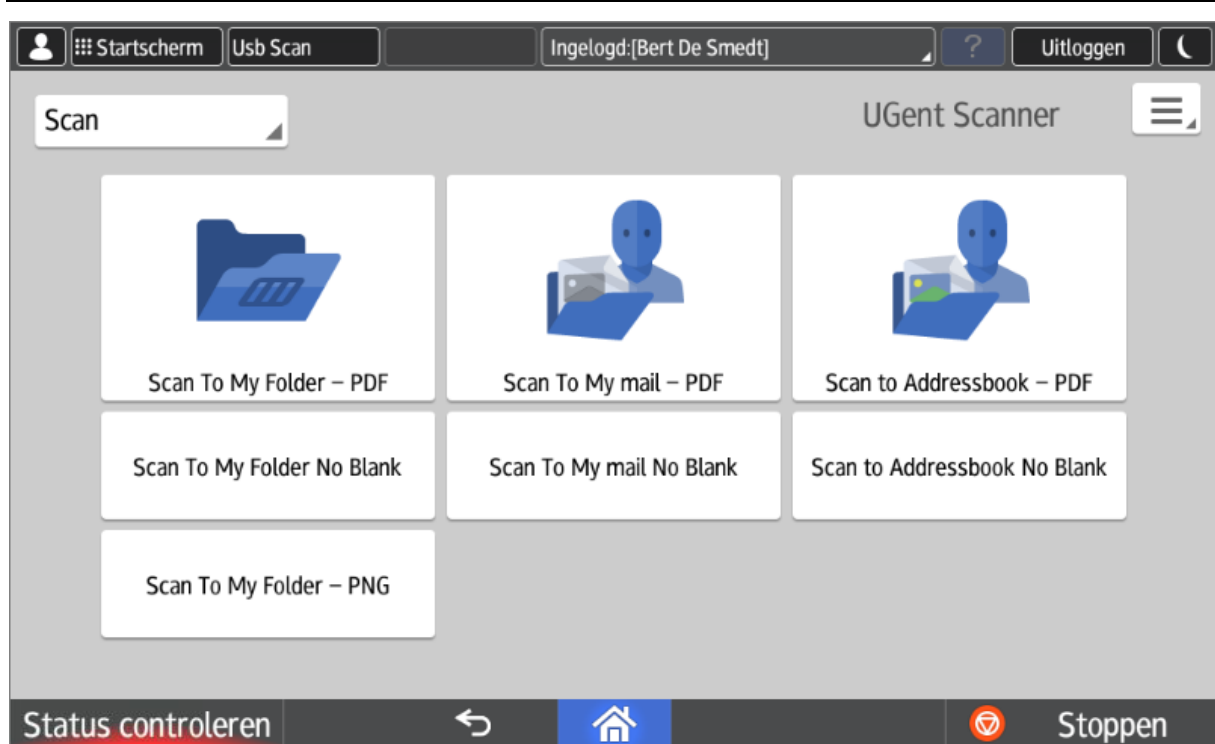 Startscherm
Usb Scan
Ingelogd:[Bert De Smedt]
?
Uitloggen
Scan
UGent Scanner
Scan To My Folder – PDF
Scan To My mail – PDF
Scan to Addressbook – PDF
Scan To My Folder No Blank
Scan To My mail No Blank
Scan to Addressbook No Blank
Scan To My Folder – PNG
Status controleren
Stoppen